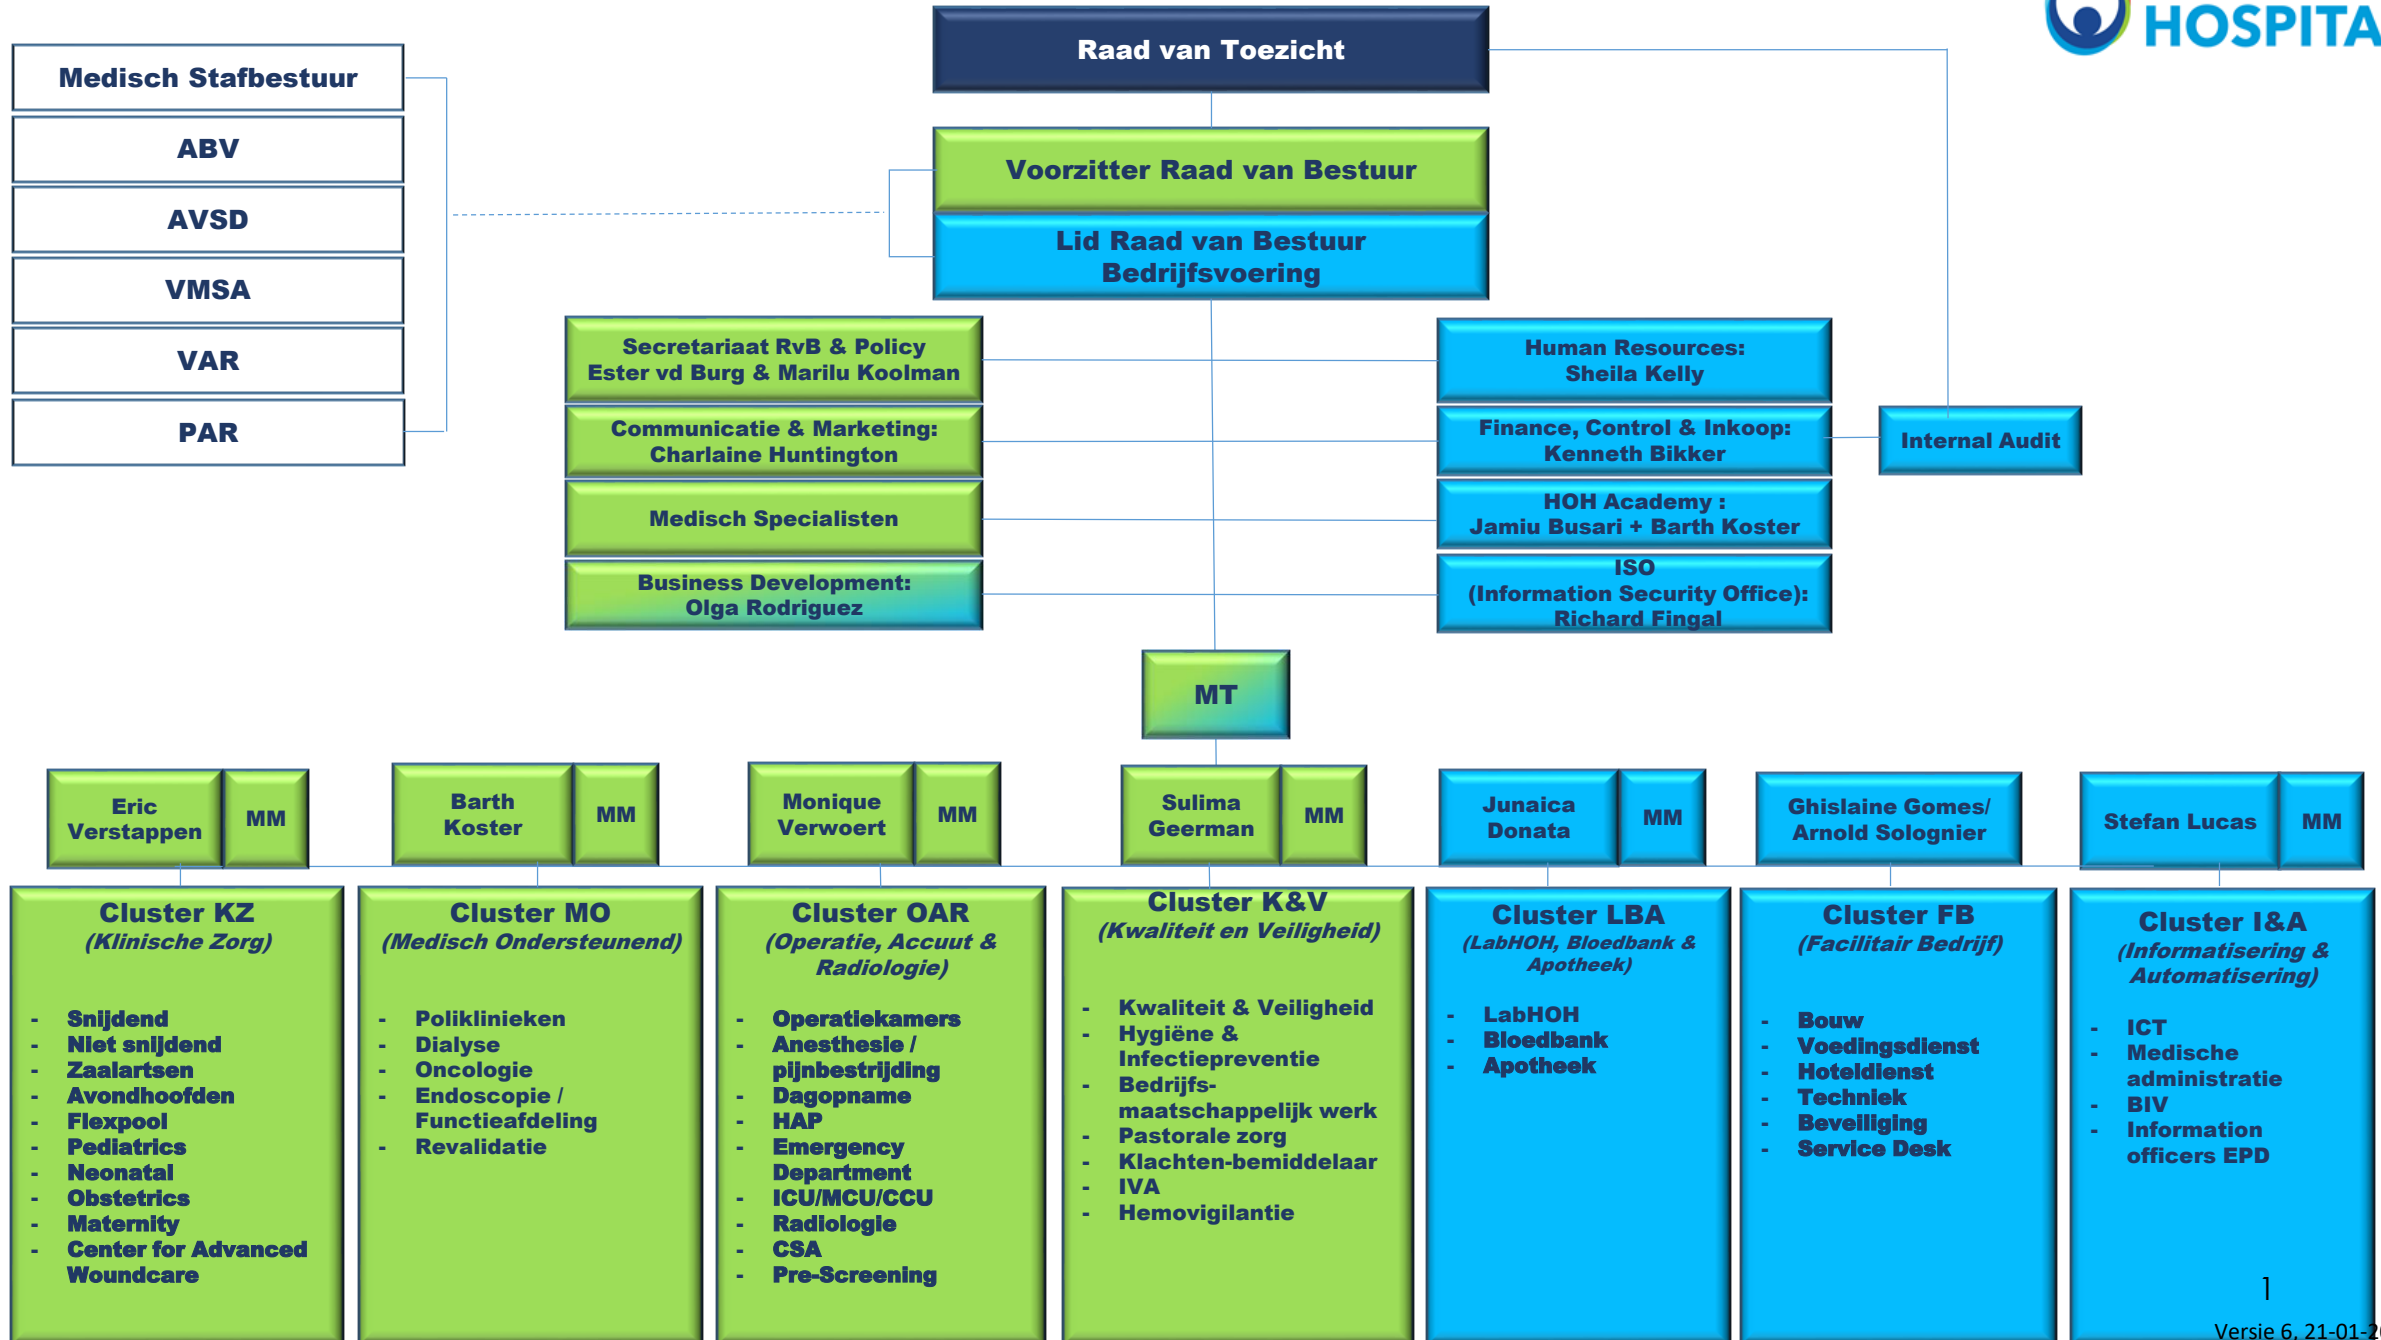 HOSPITA
Raad van Toezicht
Medisch Stafbestuur
ABV
AVSD
VMSA
VAR
PAR
Voorzitter Raad van Bestuur
Lid Raad van Bestuur
Bedrijfsvoering
Secretariaat RvB & Policy
Ester vd Burg & Marilu Koolman
Communicatie & Marketing:
Charlaine Huntington
Medisch Specialisten
Business Development:
Olga Rodriguez
Human Resources:
Sheila Kelly
Finance, Control & Inkoop:
Kenneth Bikker
HOH Academy :
Jamiu Busari + Barth Koster
ISO
(Information Security Office):
Richard Fingal
Internal Audit
MT
Eric
Verstappen
MM
Barth
Koster
MM
Monique
Verwoert
MM
Sulima
Geerman
MM
Junaica
Donata
MM
Ghislaine Gomes/
Arnold Solognier
Stefan Lucas
MM
Cluster KZ
(Klinische Zorg)
- Snijdend
- Niet snijdend
- Zaalartsen
- Avondhoofden
- Flexpool
- Pediatrics
- Neonatal
- Obstetrics
- Maternity
- Center for Advanced
Woundcare
Cluster MO
(Medisch Ondersteunend)
- Poliklinieken
- Dialyse
- Oncologie
- Endoscopie /
Functieafdeling
- Revalidatie
Cluster OAR
(Operatie, Accuut &
Radiologie)
- Operatiekamers
- Anesthesie /
pijnbestrijding
- Dagopname
- HAP
- Emergency
Department
- ICU/MCU/CCU
- Radiologie
- CSA
- Pre-Screening
Cluster K&V
(Kwaliteit en Veiligheid)
- Kwaliteit & Veiligheid
- Hygiëne &
Infectiepreventie
- Bedrijfs-
maatschappelijk werk
- Pastorale zorg
- Klachten-bemiddelaar
- IVA
- Hemovigilantie
Cluster LBA
(LabHOH, Bloedbank &
Apotheek)
- LabHOH
- Bloedbank
- Apotheek
Cluster FB
(Facilitair Bedrijf)
- Bouw
- Voedingsdienst
- Hoteldienst
- Techniek
- Beveiliging
- Service Desk
Cluster I&A
(Informatisering &
Automatisering)
- ICT
- Medische
administratie
- BIV
- Information
officers EPD
1
Versie 6, 21-01-2